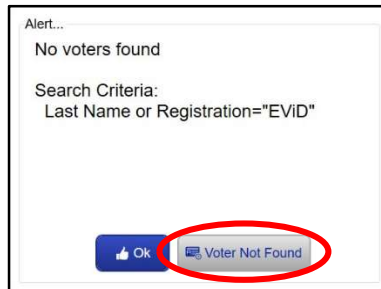 Alert...
No voters found
Search Criteria:
Last Name or Registration="EViD"
Ok
Voter Not Found